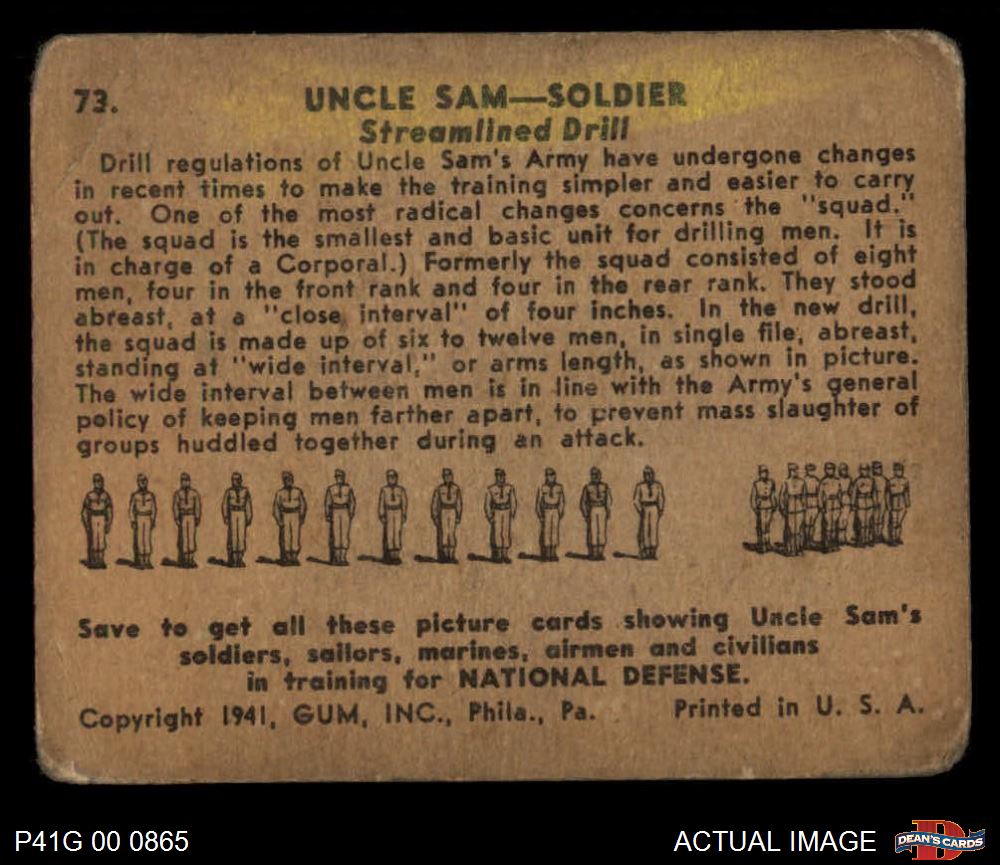 73.
UNCLE SAM—SOLDIER
Streamlined Drill
Drill regulations of Uncle Sam's Army have undergone changes
in recent times to make the training simpler and easier to carry
out. One of the most radical changes concerns the "squad."
(The squad is the smallest and basic unit for drilling men. It is
in charge of a Corporal.) Formerly the squad consisted of eight
men, four in the front rank and four in the rear rank. They stood
abreast, at a "close interval" of four inches. In the new drill,
the squad is made up of six to twelve men, in single file, abreast,
standing at "wide interval," or arms length, as shown in picture.
The wide interval between men is in line with the Army's general
policy of keeping men farther apart, to prevent mass slaughter of
groups huddled together during an attack.
Save to get all these picture cards showing Uncle Sam's
soldiers, sailors, marines, airmen and civilians
in training for NATIONAL DEFENSE.
Copyright 1941, GUM, INC., Phila., Pa. Printed in U. S. A.
P41G 00 0865
ACTUAL IMAGE
DEAN'S CARDS